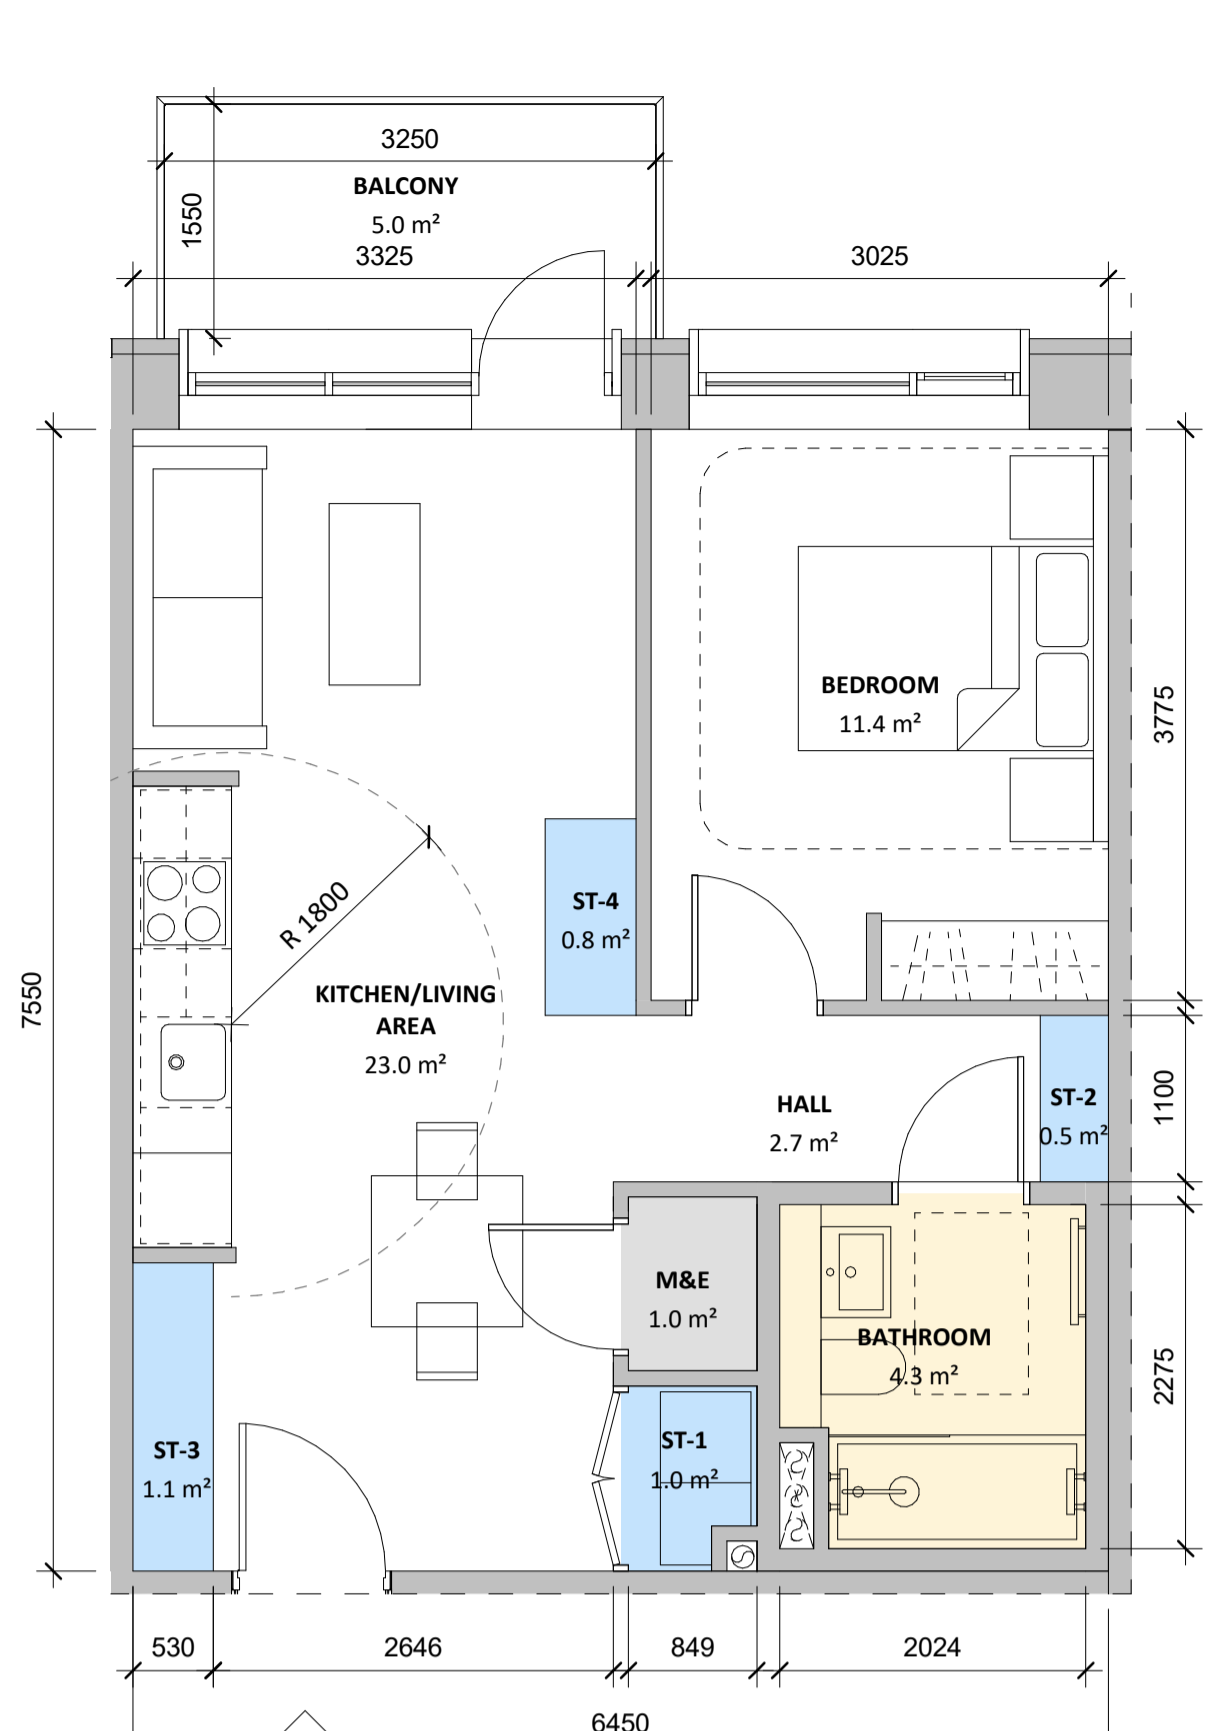 3250
BALCONY
5.0 m²
1550
3325
3025
BEDROOM
11.4 m²
3775
ST-4
0.8 m²
R 1800
KITCHEN/LIVING
AREA
23.0 m²
7550
HALL
2.7 m²
ST-2
0.5 m²
1100
M&E
1.0 m²
BATHROOM
4.3 m²
2275
ST-3
1.1 m²
ST-1
1.0 m²
530
2646
849
2024
6450